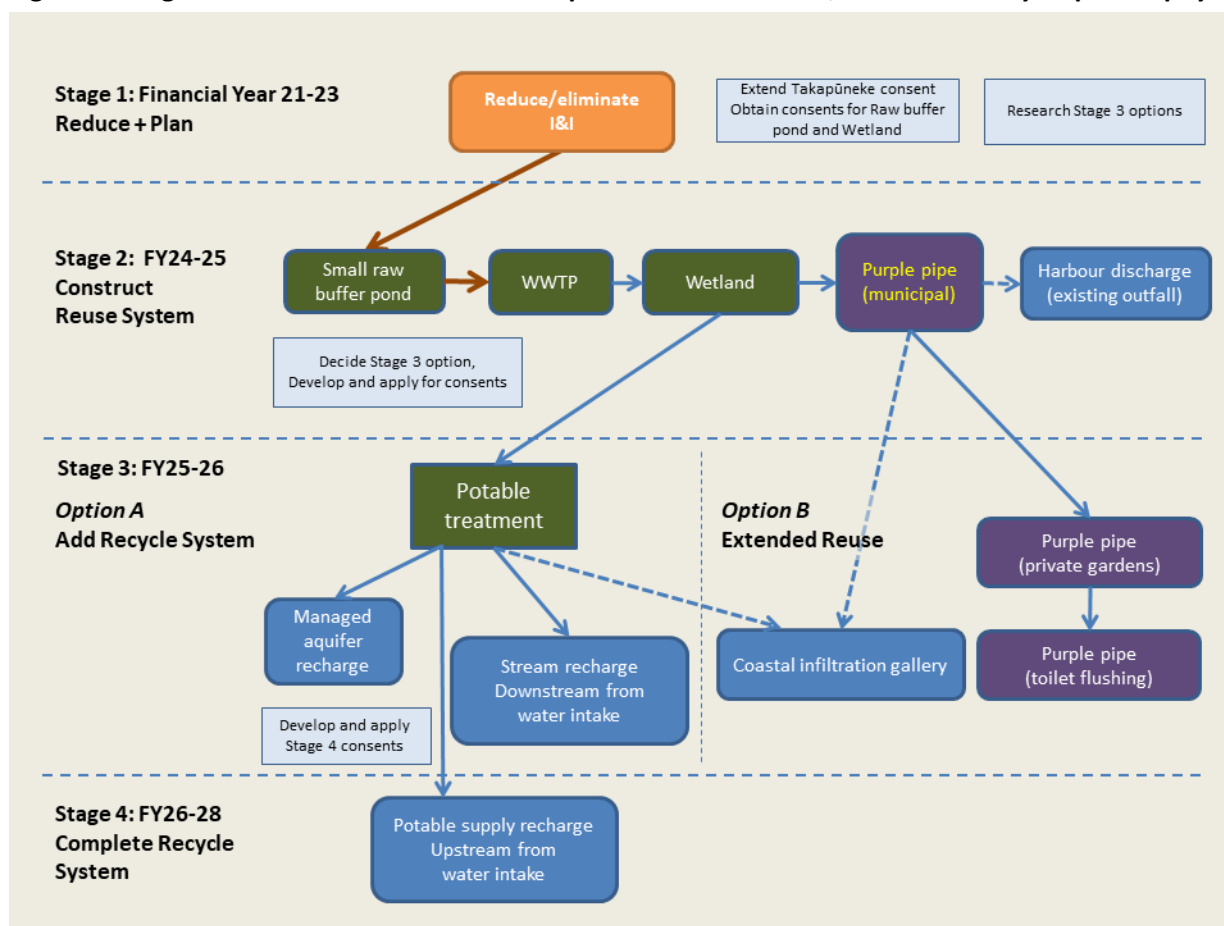 Stage 1: Financial Year 21-23
Reduce + Plan
Reduce/eliminate
I&I
Extend Takapūneke consent
Obtain consents for Raw buffer
pond and Wetland
Research Stage 3 options
Stage 2:  FY24-25
Construct
Reuse System
Small raw
buffer pond
WWTP
Wetland
Purple pipe
(municipal)
Harbour discharge
(existing outfall)
Decide Stage 3 option,
Develop and apply for consents
Stage 3: FY25-26
Option A
Add Recycle System
Potable
treatment
Option B
Extended Reuse
Purple pipe
(private gardens)
Managed
aquifer
recharge
Stream recharge
Downstream from
water intake
Coastal infiltration gallery
Purple pipe
(toilet flushing)
Develop and apply
Stage 4 consents
Stage 4: FY26-28
Complete Recycle
System
Potable supply recharge
Upstream from
water intake